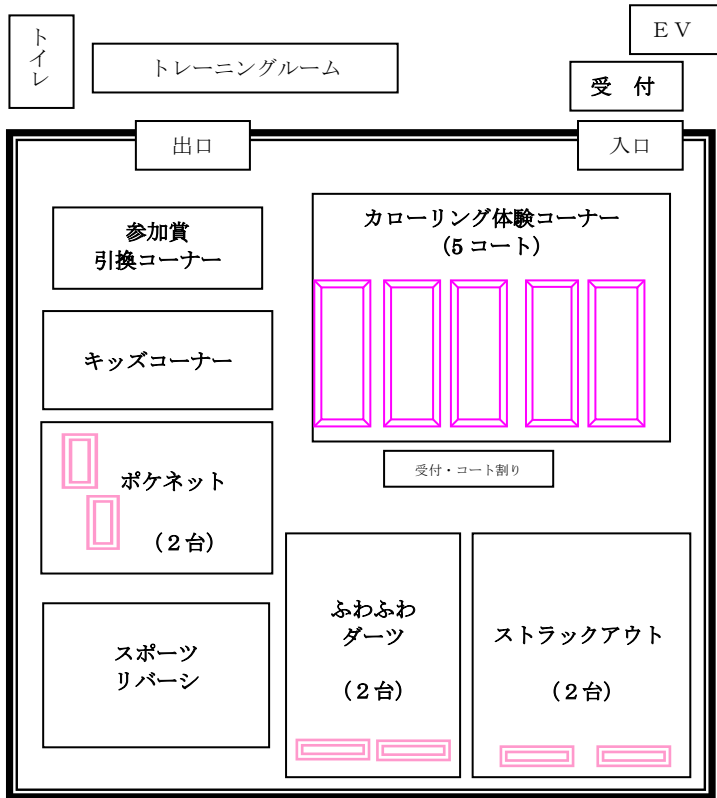 トイレ
トレーニングルーム
ＥＶ
受　付
出口
入口
参加賞
引換コーナー
カローリング体験コーナー
（5 コート）
キッズコーナー
ポケネット
（２台）
受付・コート割り
スポーツ
リバーシ
ふわふわ
ダーツ
（２台）
ストラックアウト
（２台）